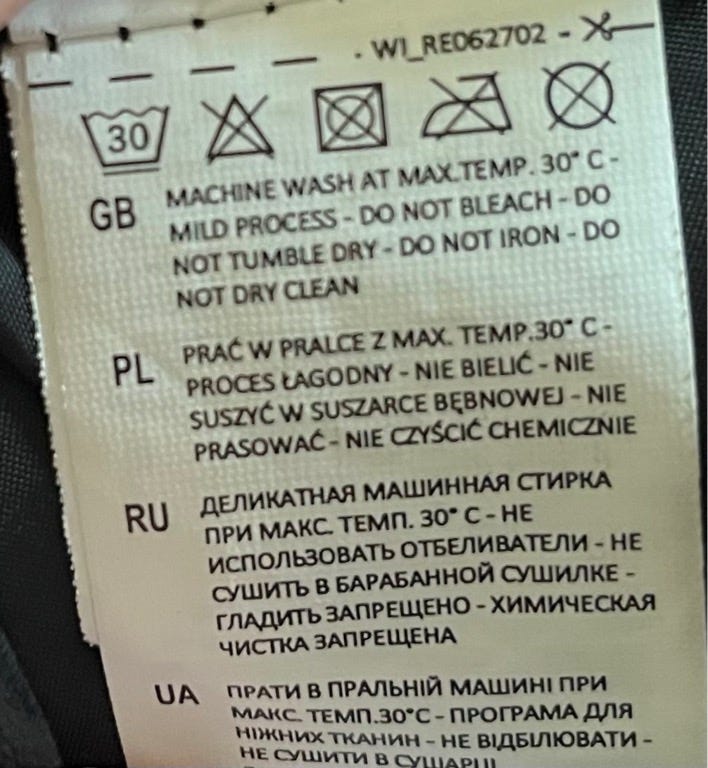 . WI_RE062702 -
30
GB
MACHINE WASH AT MAX.TEMP. 30° C -
MILD PROCESS - DO NOT BLEACH - DO
NOT TUMBLE DRY - DO NOT IRON - DO
NOT DRY CLEAN
PL
PRAĆ W PRALCE Z MAX. TEMP.30° C -
PROCES ŁAGODNY - NIE BIELIĆ - NIE
SUSZYĆ W SUSZARCE BĘBNOWEJ - NIE
PRASOWAĆ - NIE CZYŚCIĆ CHEMICZNIE
RU
ДЕЛИКАТНАЯ МАШИННАЯ СТИРКА
ПРИ МАКС. ТЕМП. 30° C - НЕ
ИСПОЛЬЗОВАТЬ ОТБЕЛИВАТЕЛИ - НЕ
СУШИТЬ В БАРАБАННОЙ СУШИЛКЕ -
ГЛАДИТЬ ЗАПРЕЩЕНО - ХИМИЧЕСКАЯ
ЧИСТКА ЗАПРЕЩЕНА
UA
ПРАТИ В ПРАЛЬНІЙ МАШИНІ ПРИ
МАКС. ТЕМП.30°C - ПРОГРАМА ДЛЯ
НІЖНИХ ТКАНИН - НЕ ВІДБІЛЮВАТИ -
НЕ СУШИТИ В СУШАРЦІ